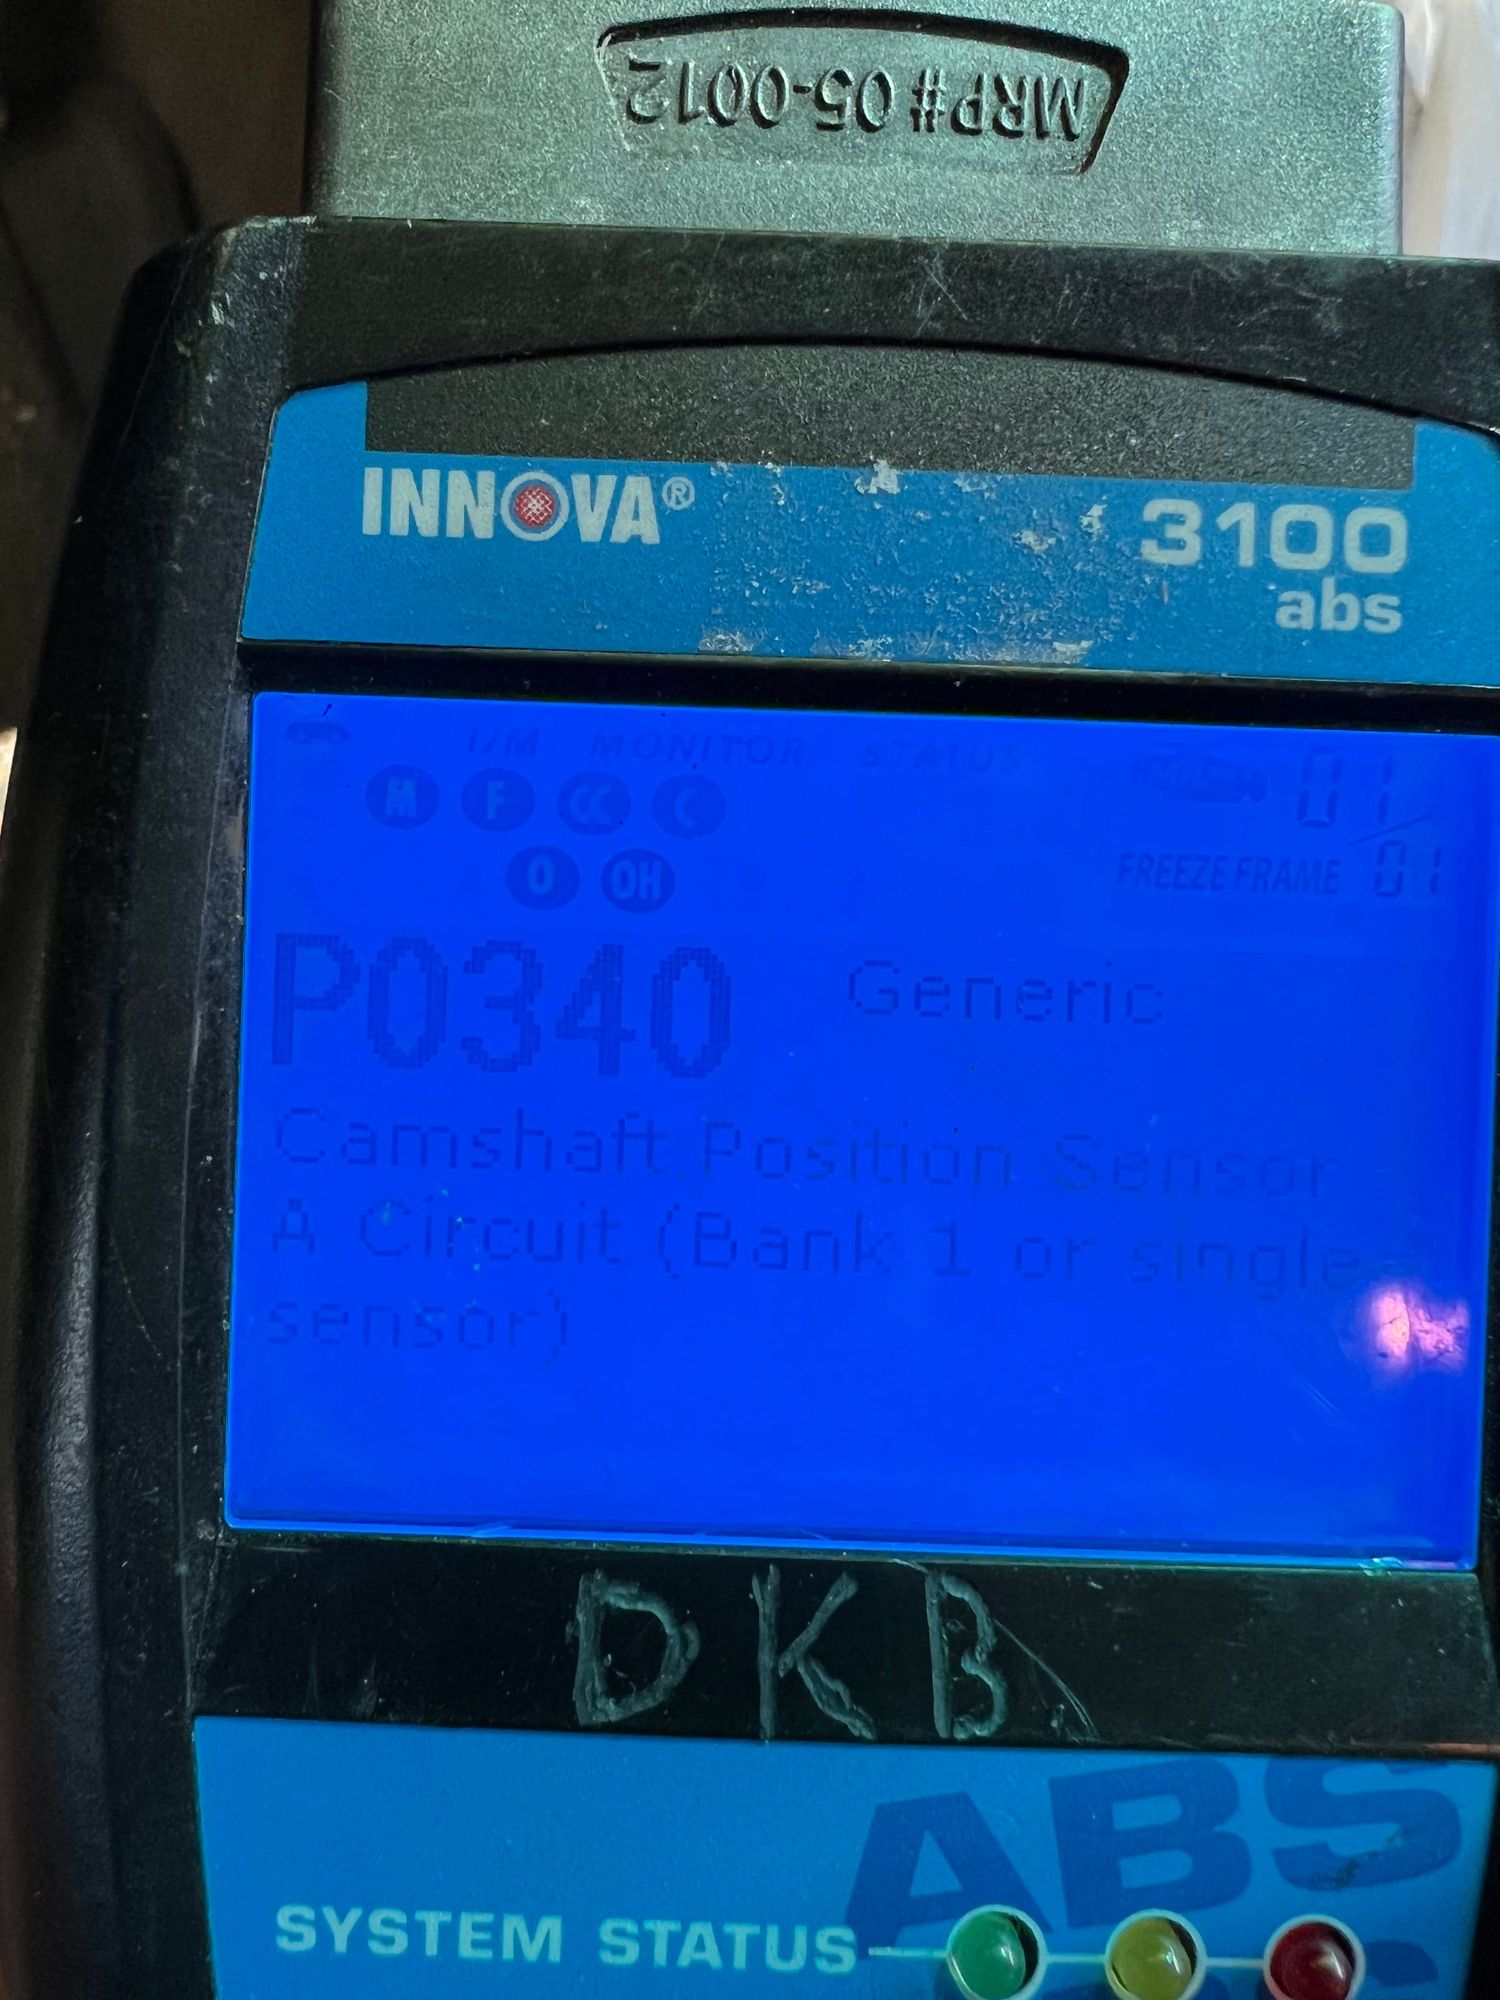 MRP# 05-0012
INNOVA®
3100
abs
I/M MONITOR STATUS
MIL 01
M F CC C
O OH
FREEZE FRAME 01
P0340 Generic
Camshaft Position Sensor
A Circuit (Bank 1 or single
sensor)
DKB
ABS
SYSTEM STATUS